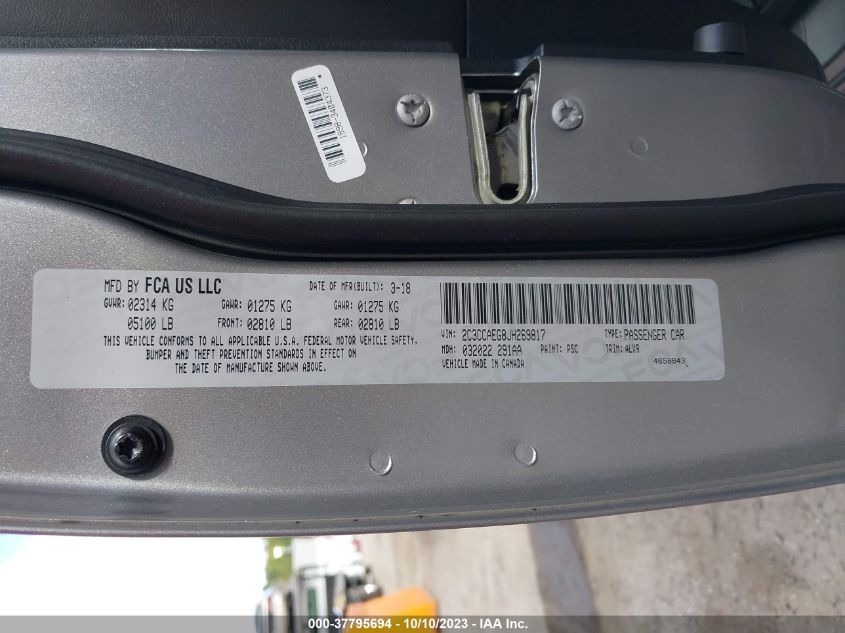 1B98-3404373
MFD BY FCA US LLC DATE OF MFR(BUILT): 3-18
GVWR: 02314 KG GAWR: 01275 KG GAWR: 01275 KG
05100 LB FRONT: 02810 LB REAR: 02810 LB
THIS VEHICLE CONFORMS TO ALL APPLICABLE U.S.A. FEDERAL MOTOR VEHICLE SAFETY,
BUMPER AND THEFT PREVENTION STANDARDS IN EFFECT ON
THE DATE OF MANUFACTURE SHOWN ABOVE.
VIN: 2C3CCAEG8JH269817 TYPE: PASSENGER CAR
MDH: 032022 291AA PAINT: PSC TRIM: ALX9
VEHICLE MADE IN CANADA 4658843
000-37795694 - 10/10/2023 - IAA Inc.